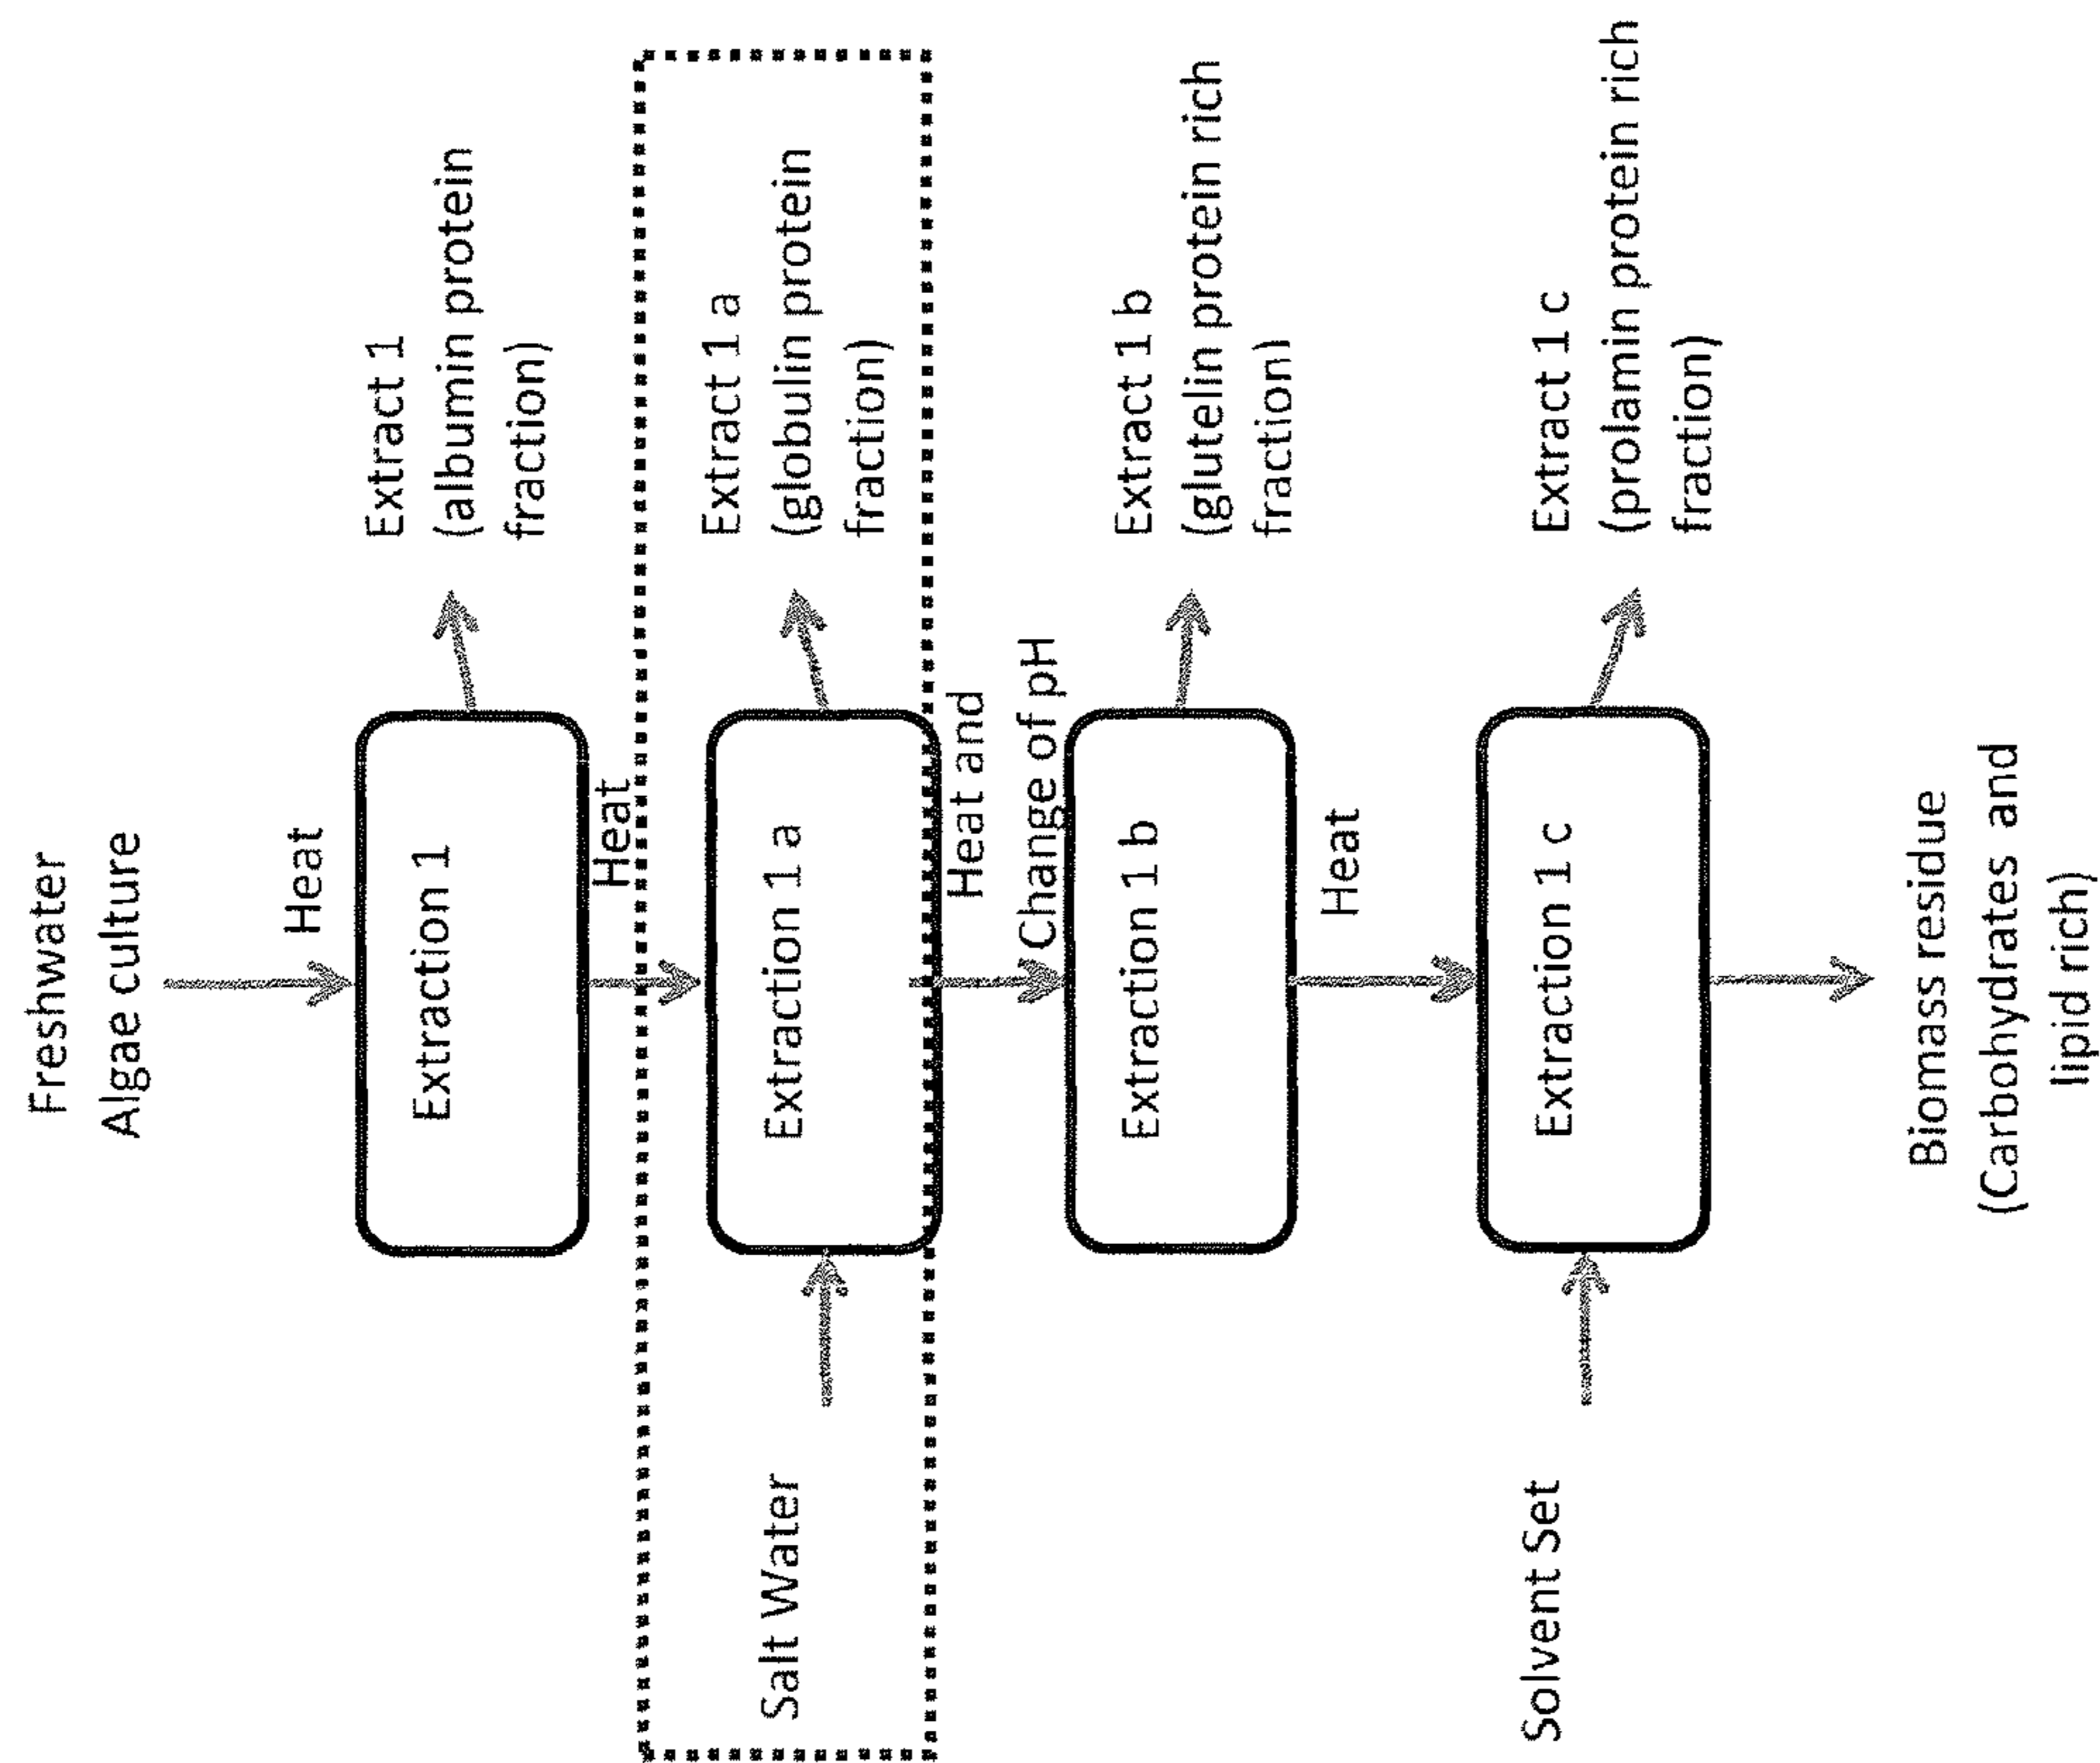 Freshwater
Algae culture
Heat
Extraction 1
Extract 1
(albumin protein
fraction)
Heat
Salt Water
Extraction 1 a
Extract 1 a
(globulin protein
fraction)
Heat and
Change of pH
Extraction 1 b
Extract 1 b
(glutelin protein rich
fraction)
Heat
Solvent Set
Extraction 1 c
Extract 1 c
(prolamin protein rich
fraction)
Biomass residue
(Carbohydrates and
lipid rich)